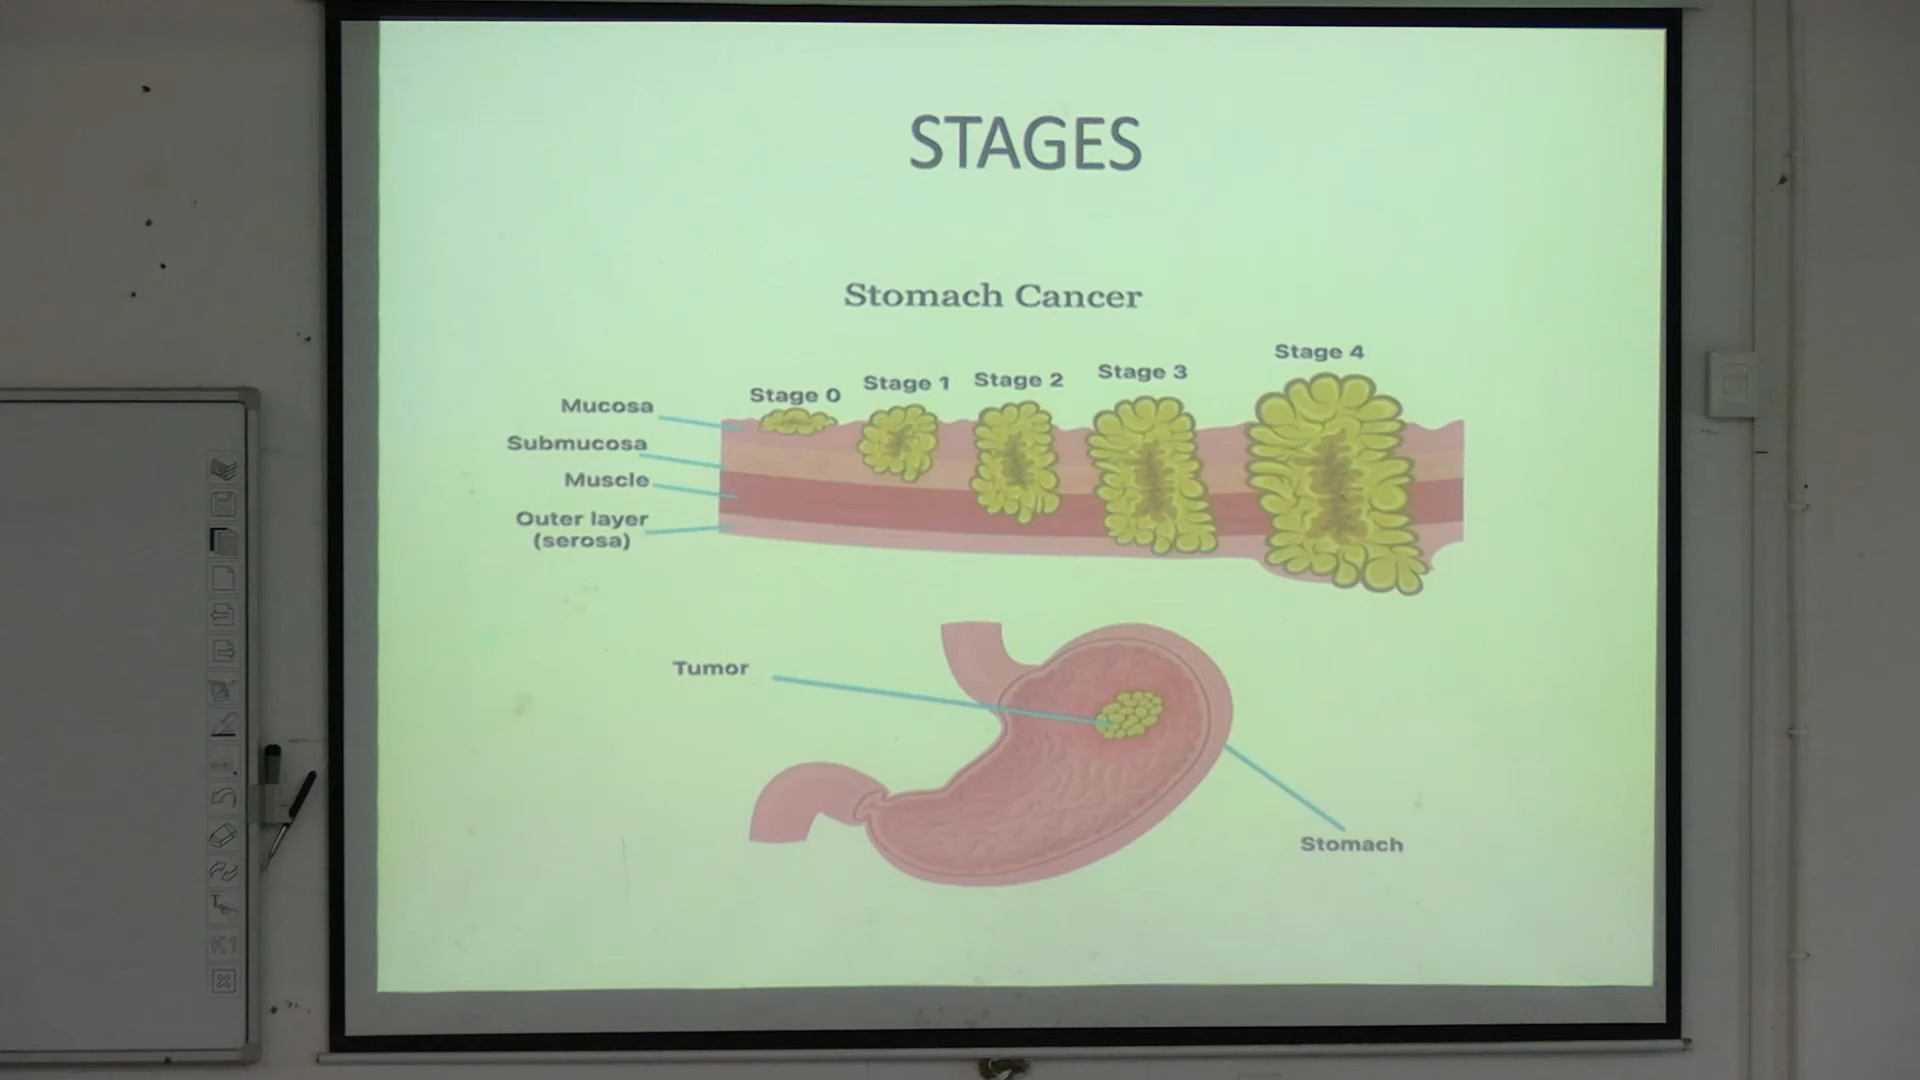 STAGES
Stomach Cancer
Stage 0
Stage 1
Stage 2
Stage 3
Stage 4
Mucosa
Submucosa
Muscle
Outer layer
(serosa)
Tumor
Stomach
T
K1